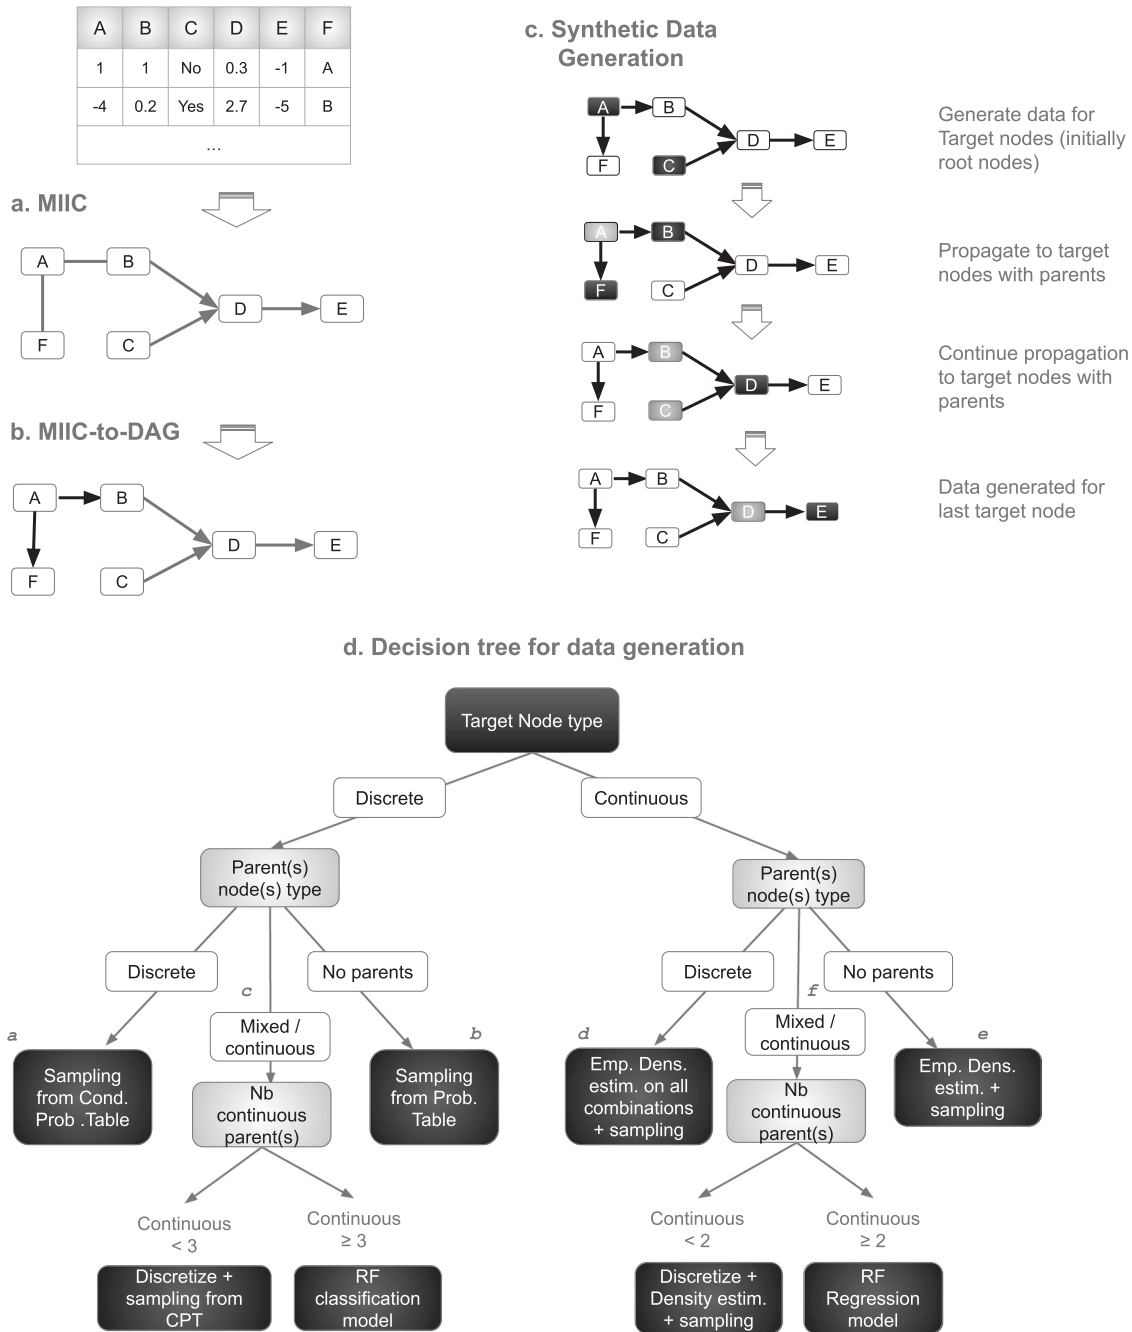 A B C D E F
1 1 No 0.3 -1 A
-4 0.2 Yes 2.7 -5 B
...
a. MIIC
A B
D E
F C
b. MIIC-to-DAG
A B
D E
F C
c. Synthetic Data
Generation
A B
D E
F C
Generate data for
Target nodes (initially
root nodes)
A B
D E
F C
Propagate to target
nodes with parents
A B
D E
F C
Continue propagation
to target nodes with
parents
A B
D E
F C
Data generated for
last target node
d. Decision tree for data generation
Target Node type
Discrete
Continuous
Parent(s)
node(s) type
Discrete
No parents
c
Mixed /
continuous
a
Sampling
from Cond.
Prob .Table
b
Sampling
from Prob.
Table
Nb
continuous
parent(s)
Continuous
< 3
Continuous
≥ 3
Discretize +
sampling from
CPT
RF
classification
model
Parent(s)
node(s) type
Discrete
No parents
f
Mixed /
continuous
d
Emp. Dens.
estim. on all
combinations
+ sampling
e
Emp. Dens.
estim. +
sampling
Nb
continuous
parent(s)
Continuous
< 2
Continuous
≥ 2
Discretize +
Density estim.
+ sampling
RF
Regression
model